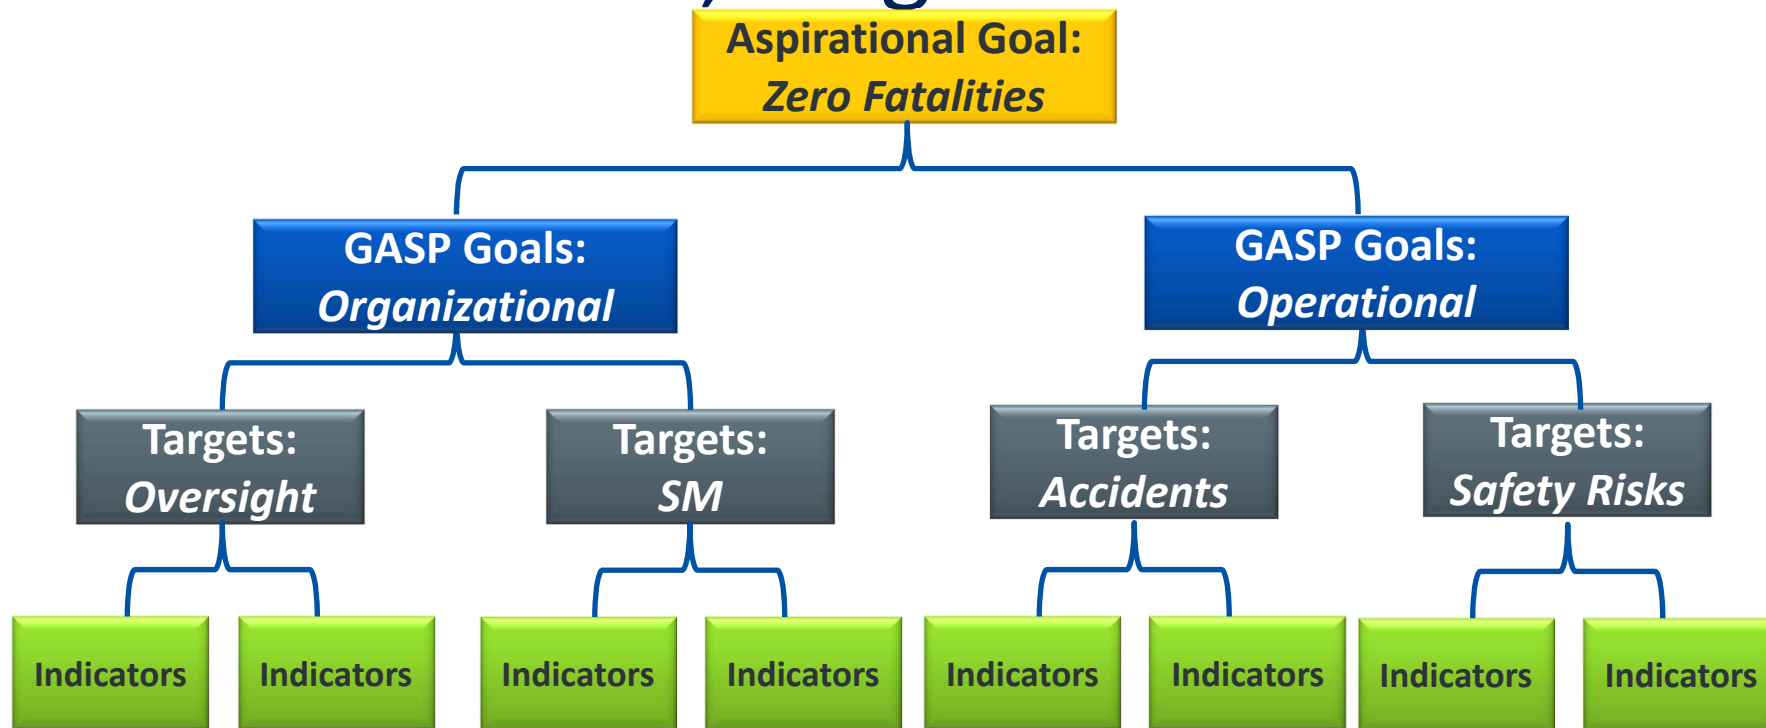 Aspirational Goal:
Zero Fatalities
GASP Goals:
Organizational
GASP Goals:
Operational
Targets:
Oversight
Targets:
SM
Targets:
Accidents
Targets:
Safety Risks
Indicators
Indicators
Indicators
Indicators
Indicators
Indicators
Indicators
Indicators